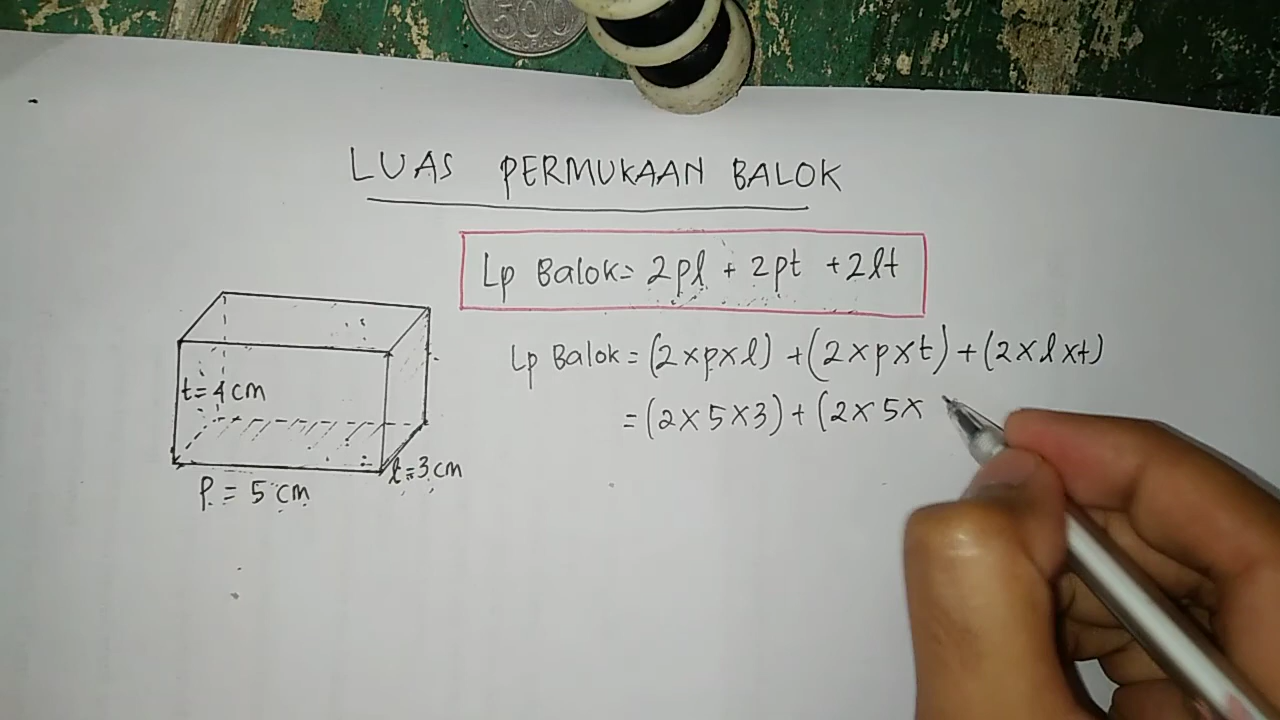 500
LUAS PERMUKAAN BALOK
Lp Balok = 2pl + 2pt + 2lt
Lp Balok = (2×p×l) + (2×p×t) + (2×l×t)
= (2×5×3) + (2×5×
t = 4 cm
l = 3 cm
P = 5 cm